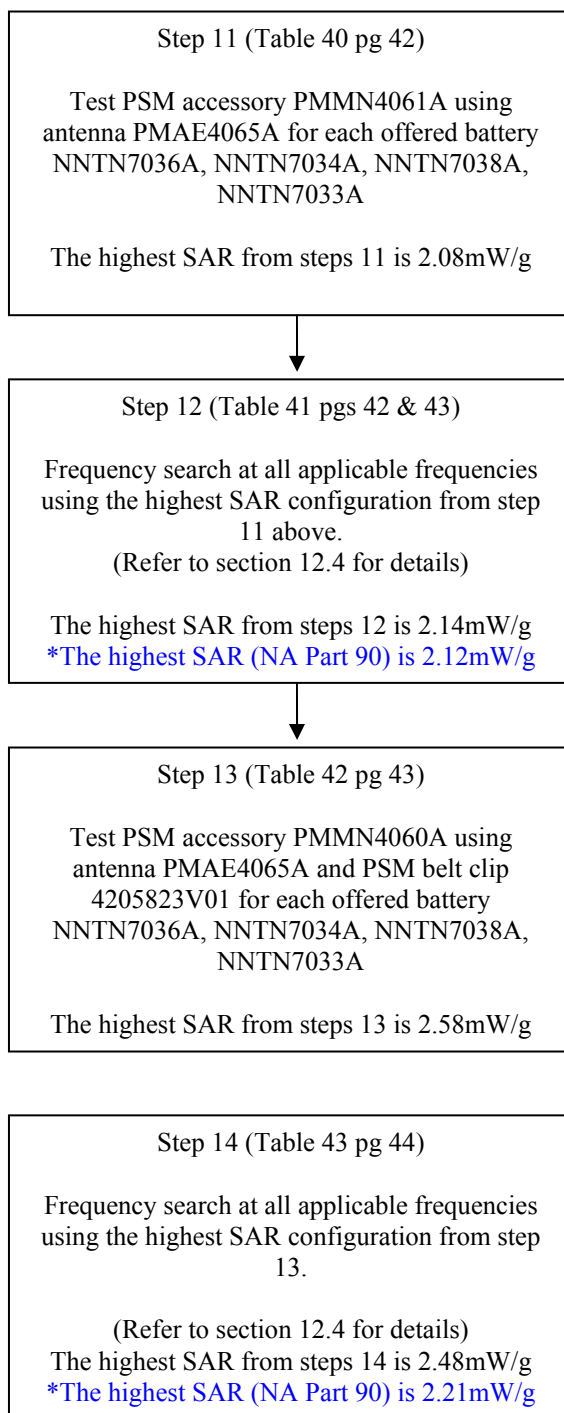 Step 11 (Table 40 pg 42)
Test PSM accessory PMMN4061A using
antenna PMAE4065A for each offered battery
NNTN7036A, NNTN7034A, NNTN7038A,
NNTN7033A
The highest SAR from steps 11 is 2.08mW/g
Step 12 (Table 41 pgs 42 & 43)
Frequency search at all applicable frequencies
using the highest SAR configuration from step
11 above.
(Refer to section 12.4 for details)
The highest SAR from steps 12 is 2.14mW/g
*The highest SAR (NA Part 90) is 2.12mW/g
Step 13 (Table 42 pg 43)
Test PSM accessory PMMN4060A using
antenna PMAE4065A and PSM belt clip
4205823V01 for each offered battery
NNTN7036A, NNTN7034A, NNTN7038A,
NNTN7033A
The highest SAR from steps 13 is 2.58mW/g
Step 14 (Table 43 pg 44)
Frequency search at all applicable frequencies
using the highest SAR configuration from step
13.
(Refer to section 12.4 for details)
The highest SAR from steps 14 is 2.48mW/g
*The highest SAR (NA Part 90) is 2.21mW/g